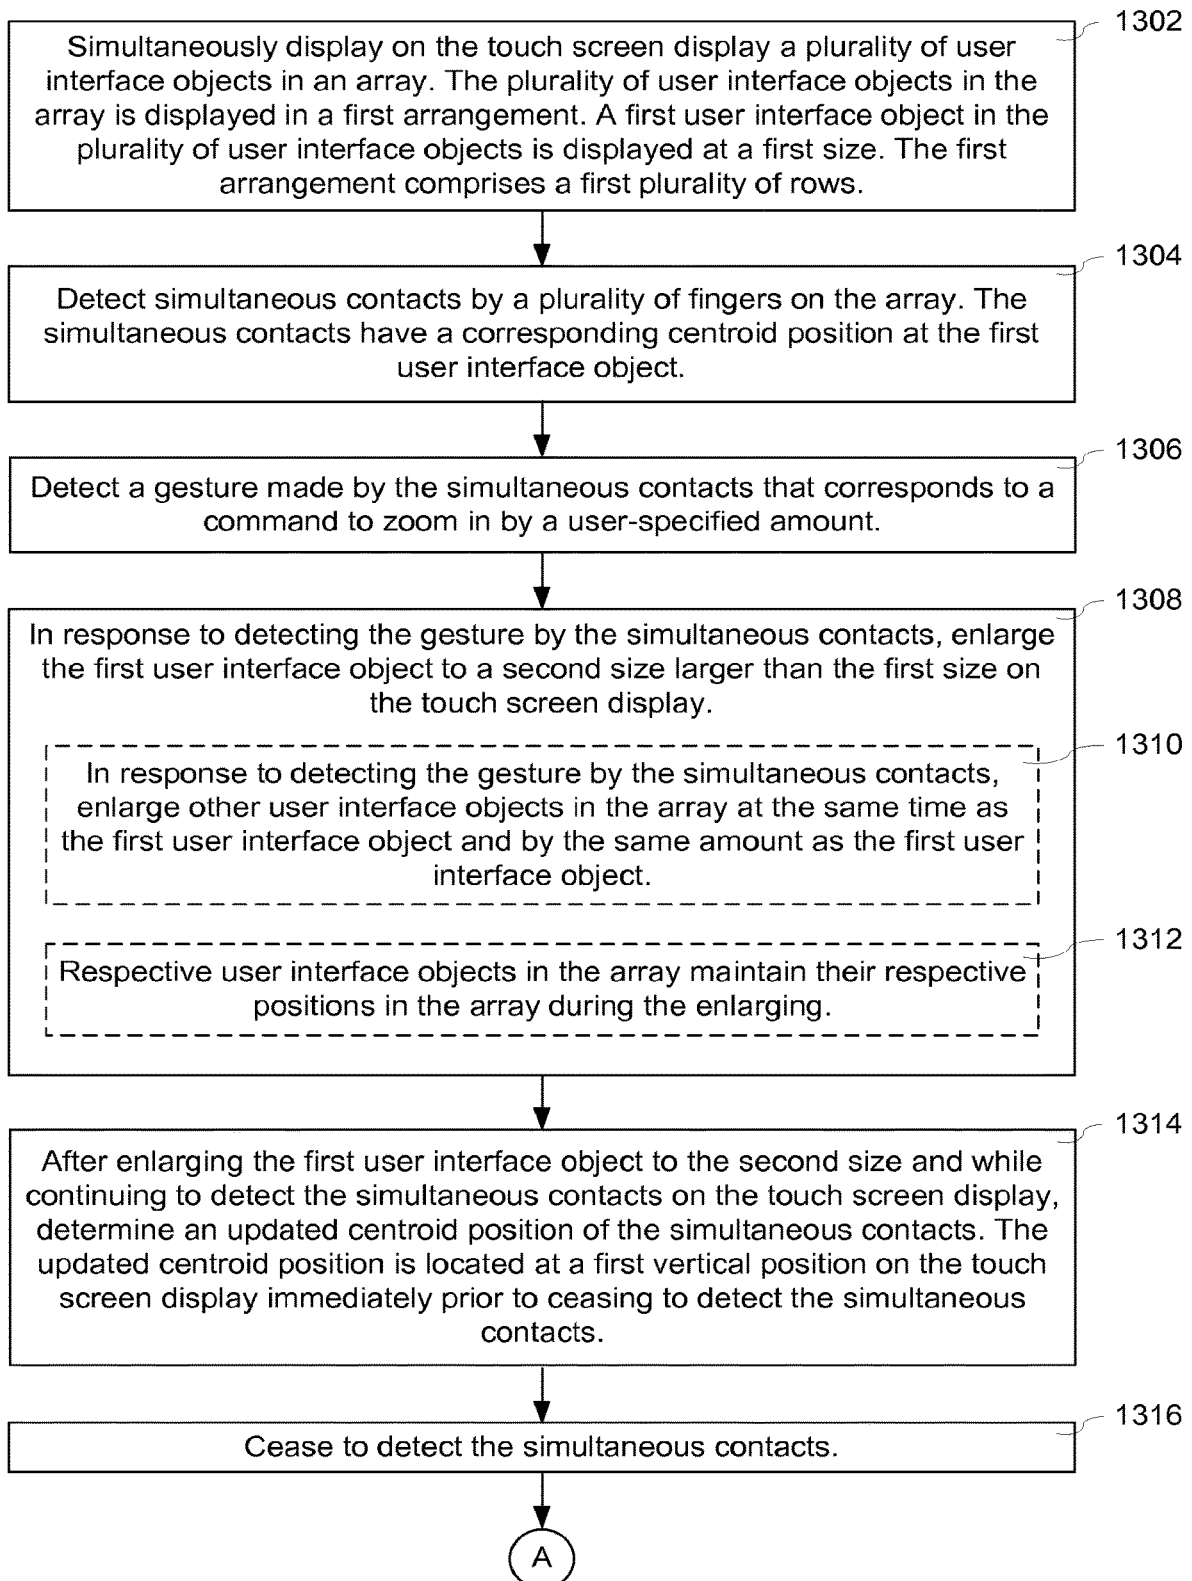 1302
Simultaneously display on the touch screen display a plurality of user
interface objects in an array. The plurality of user interface objects in the
array is displayed in a first arrangement. A first user interface object in the
plurality of user interface objects is displayed at a first size. The first
arrangement comprises a first plurality of rows.
1304
Detect simultaneous contacts by a plurality of fingers on the array. The
simultaneous contacts have a corresponding centroid position at the first
user interface object.
1306
Detect a gesture made by the simultaneous contacts that corresponds to a
command to zoom in by a user-specified amount.
1308
In response to detecting the gesture by the simultaneous contacts, enlarge
the first user interface object to a second size larger than the first size on
the touch screen display.
1310
In response to detecting the gesture by the simultaneous contacts,
enlarge other user interface objects in the array at the same time as
the first user interface object and by the same amount as the first user
interface object.
1312
Respective user interface objects in the array maintain their respective
positions in the array during the enlarging.
1314
After enlarging the first user interface object to the second size and while
continuing to detect the simultaneous contacts on the touch screen display,
determine an updated centroid position of the simultaneous contacts. The
updated centroid position is located at a first vertical position on the touch
screen display immediately prior to ceasing to detect the simultaneous
contacts.
1316
Cease to detect the simultaneous contacts.
A